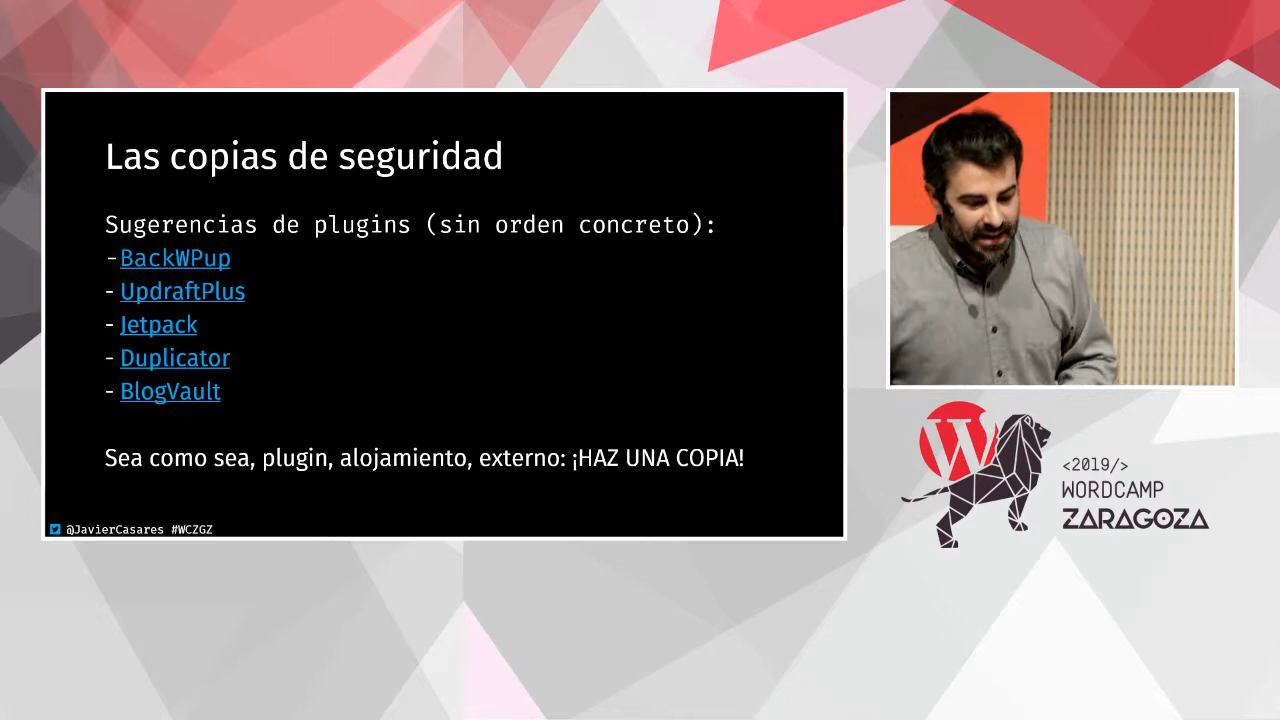 Las copias de seguridad
Sugerencias de plugins (sin orden concreto):
-BackWPup
- UpdraftPlus
- Jetpack
- Duplicator
- BlogVault
Sea como sea, plugin, alojamiento, externo: ¡HAZ UNA COPIA!
@JavierCasares #WCZGZ
W
<2019/>
WORDCAMP
ZARAGOZA